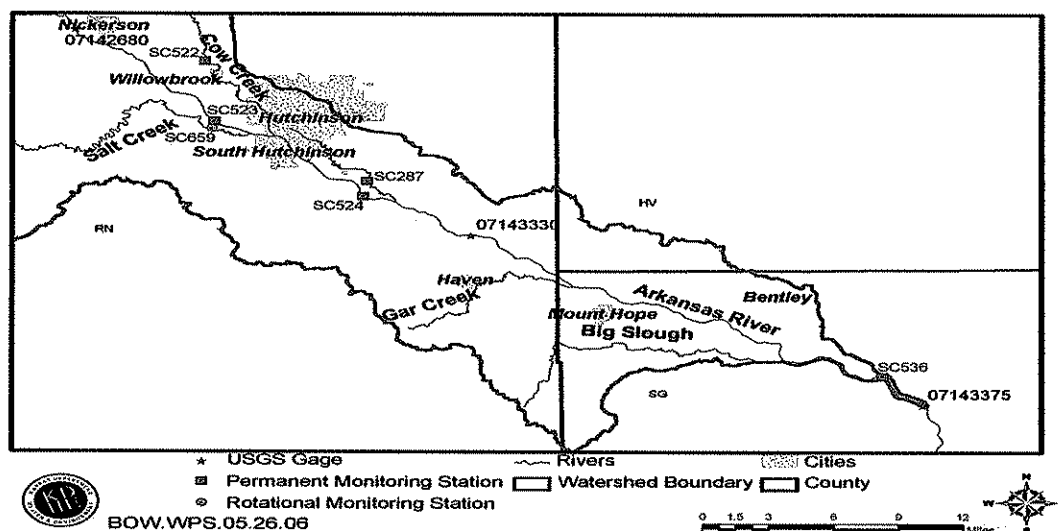 Nickerson
07142680
SC522
Cow Creek
Willowbrook
SC523
Hutchinson
SC659
Salt Creek
South Hutchinson
SC287
SC524
07143330
HV
RN
Haven
Gar Creek
Arkansas River
Bentley
Mount Hope
Big Slough
SC536
SG
07143375
USGS Gage
Rivers
Cities
Permanent Monitoring Station
Watershed Boundary
County
Rotational Monitoring Station
BOW.WPS.05.26.06
N
W
E
S
0 1.5 3 6 9 12
Miles